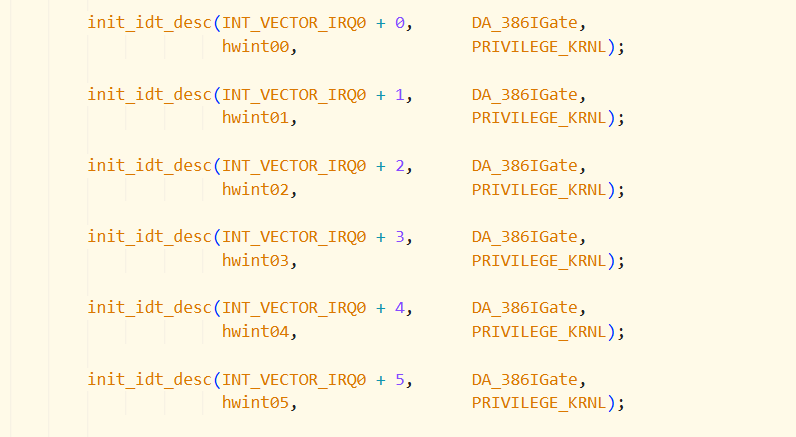 init_idt_desc(INT_VECTOR_IRQ0 + 0,      DA_386IGate,
              hwint00,                  PRIVILEGE_KRNL);
init_idt_desc(INT_VECTOR_IRQ0 + 1,      DA_386IGate,
              hwint01,                  PRIVILEGE_KRNL);
init_idt_desc(INT_VECTOR_IRQ0 + 2,      DA_386IGate,
              hwint02,                  PRIVILEGE_KRNL);
init_idt_desc(INT_VECTOR_IRQ0 + 3,      DA_386IGate,
              hwint03,                  PRIVILEGE_KRNL);
init_idt_desc(INT_VECTOR_IRQ0 + 4,      DA_386IGate,
              hwint04,                  PRIVILEGE_KRNL);
init_idt_desc(INT_VECTOR_IRQ0 + 5,      DA_386IGate,
              hwint05,                  PRIVILEGE_KRNL);